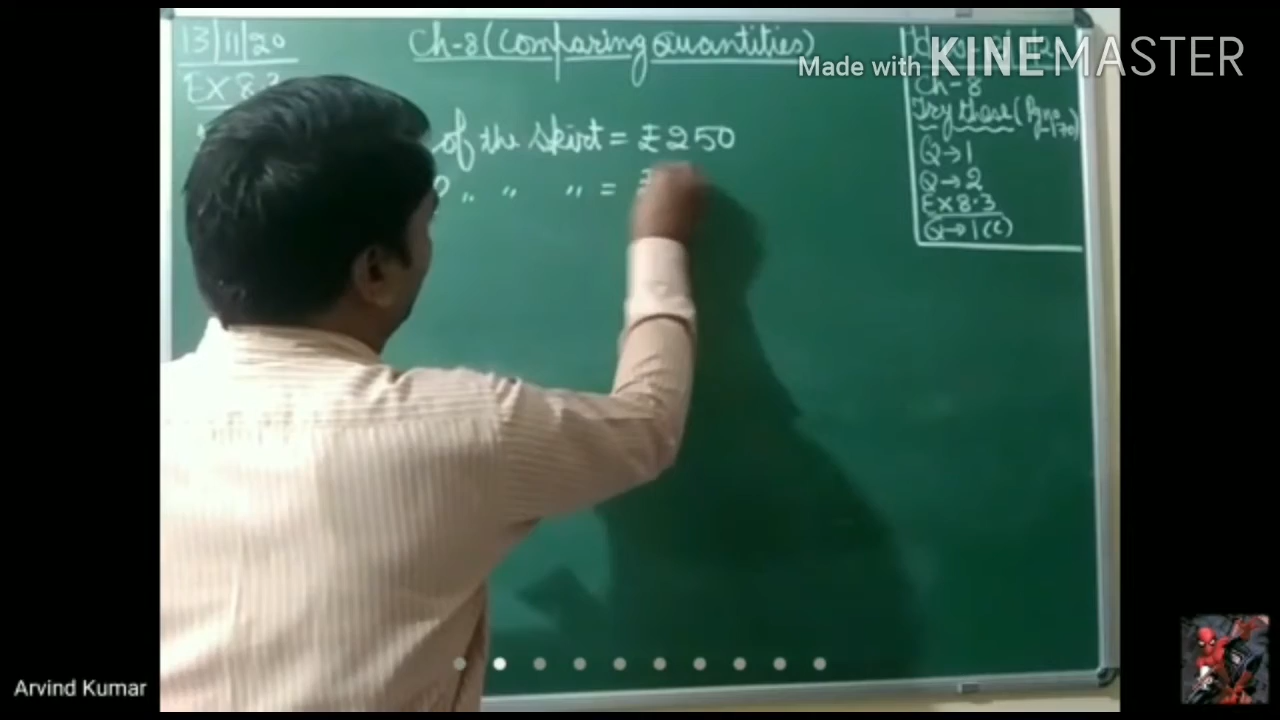 13/11/20
Ch-8 (Comparing Quantities)
Made with KINEMASTER
Ex 8.3
of the skirt = ₹250
" " " = ₹
Ch-8
Try these (Pg no 170)
Q→1
Q→2
Ex 8.3
Q→1(c)
Arvind Kumar